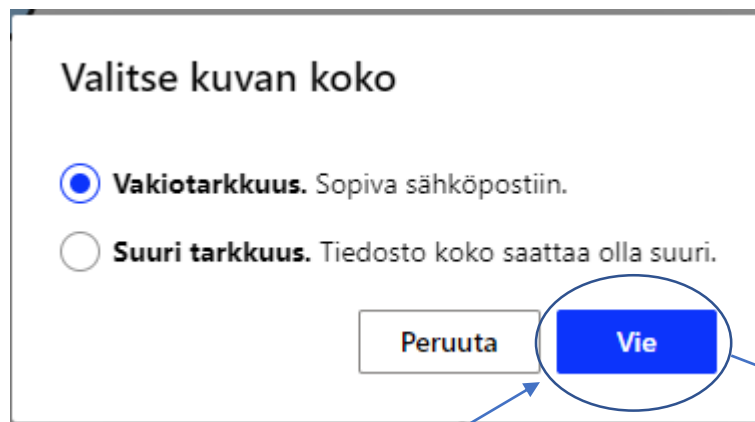 Valitse kuvan koko
Vakiotarkkuus. Sopiva sähköpostiin.
Suuri tarkkuus. Tiedosto koko saattaa olla suuri.
Peruuta Vie